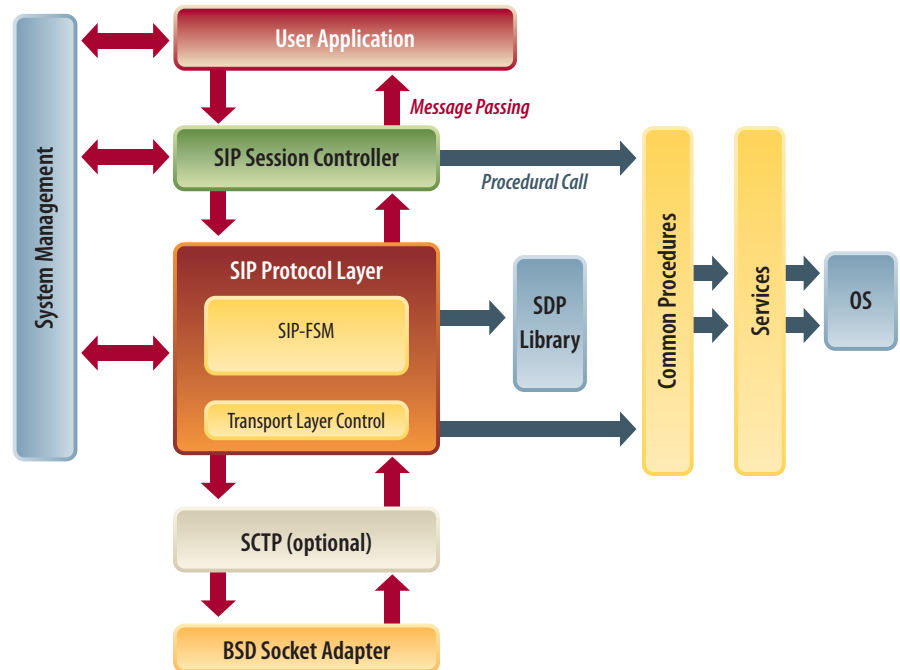 User Application
Message Passing
SIP Session Controller
Procedural Call
System Management
SIP Protocol Layer
SIP-FSM
Transport Layer Control
SDP
Library
Common Procedures
Services
OS
SCTP (optional)
BSD Socket Adapter